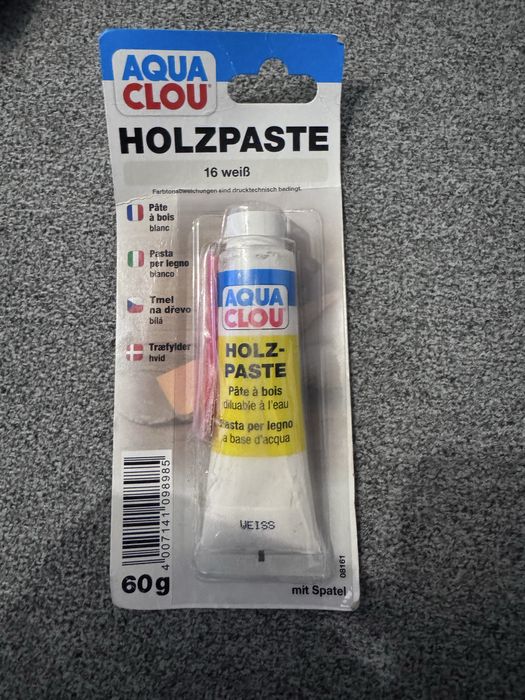 AQUA
CLOU®
HOLZPASTE
16 weiß
Farbtonabweichungen sind drucktechnisch bedingt.
Pâte
à bois
blanc
Pasta
per legno
bianco
Tmel
na dřevo
bílá
Træfylder
hvid
AQUA
CLOU
HOLZ-
PASTE
Pâte à bois
diluable à l'eau
Pasta per legno
a base d'acqua
WEISS
4 007141 098985
60g
mit Spatel
08161